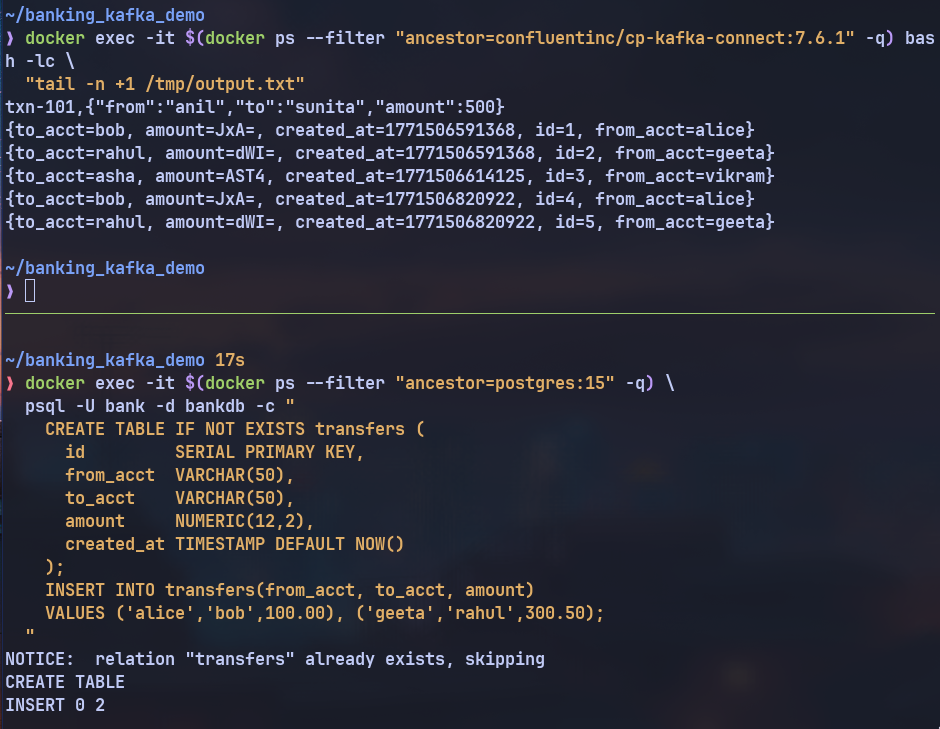 ~/banking_kafka_demo
❯ docker exec -it $(docker ps --filter "ancestor=confluentinc/cp-kafka-connect:7.6.1" -q) bas
h -lc \
  "tail -n +1 /tmp/output.txt"
txn-101,{"from":"anil","to":"sunita","amount":500}
{to_acct=bob, amount=JxA=, created_at=1771506591368, id=1, from_acct=alice}
{to_acct=rahul, amount=dWI=, created_at=1771506591368, id=2, from_acct=geeta}
{to_acct=asha, amount=AST4, created_at=1771506614125, id=3, from_acct=vikram}
{to_acct=bob, amount=JxA=, created_at=1771506820922, id=4, from_acct=alice}
{to_acct=rahul, amount=dWI=, created_at=1771506820922, id=5, from_acct=geeta}
~/banking_kafka_demo
❯
~/banking_kafka_demo 17s
❯ docker exec -it $(docker ps --filter "ancestor=postgres:15" -q) \
  psql -U bank -d bankdb -c "
    CREATE TABLE IF NOT EXISTS transfers (
      id         SERIAL PRIMARY KEY,
      from_acct  VARCHAR(50),
      to_acct    VARCHAR(50),
      amount     NUMERIC(12,2),
      created_at TIMESTAMP DEFAULT NOW()
    );
    INSERT INTO transfers(from_acct, to_acct, amount)
    VALUES ('alice','bob',100.00), ('geeta','rahul',300.50);
  "
NOTICE:  relation "transfers" already exists, skipping
CREATE TABLE
INSERT 0 2